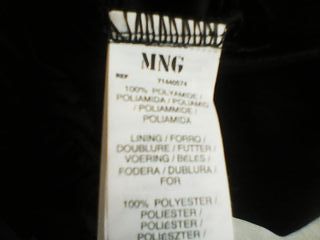 MNG
REF 71440574
100% POLYAMIDE /
POLIAMIDA / POLIAMID
/ POLIAMMIDE /
POLIAMIDA
LINING / FORRO /
DOUBLURE / FUTTER /
VOERING / BELES /
FODERA / DUBLURA /
FOR
100% POLYESTER /
POLIESTER /
POLIESTER /
POLIESZTER /